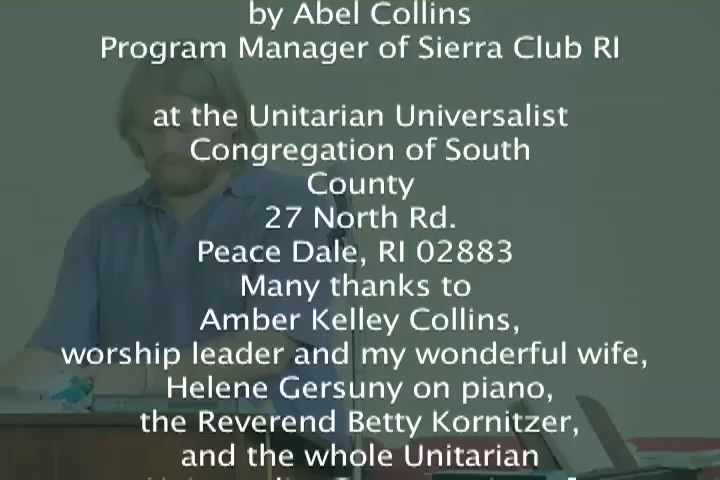 by Abel Collins
Program Manager of Sierra Club RI
at the Unitarian Universalist
Congregation of South
County
27 North Rd.
Peace Dale, RI 02883
Many thanks to
Amber Kelley Collins,
worship leader and my wonderful wife,
Helene Gersuny on piano,
the Reverend Betty Kornitzer,
and the whole Unitarian